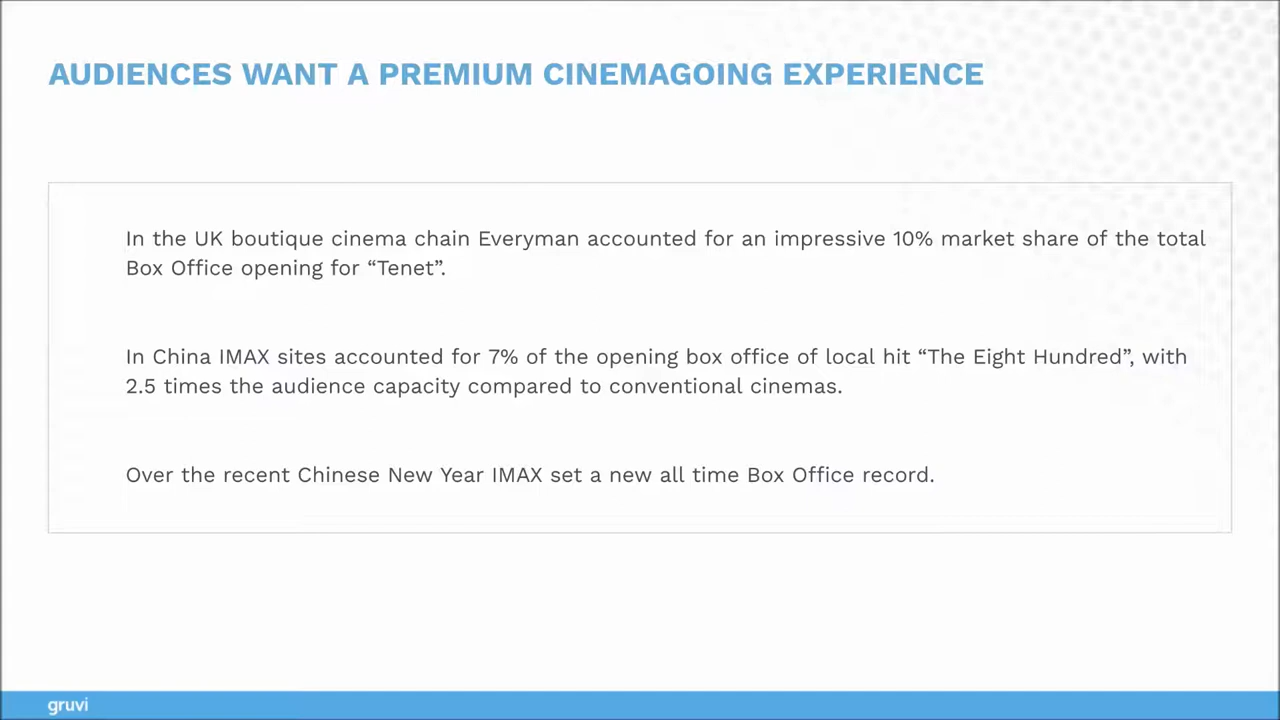 AUDIENCES WANT A PREMIUM CINEMAGOING EXPERIENCE
In the UK boutique cinema chain Everyman accounted for an impressive 10% market share of the total
Box Office opening for “Tenet”.
In China IMAX sites accounted for 7% of the opening box office of local hit “The Eight Hundred”, with
2.5 times the audience capacity compared to conventional cinemas.
Over the recent Chinese New Year IMAX set a new all time Box Office record.
gruvi